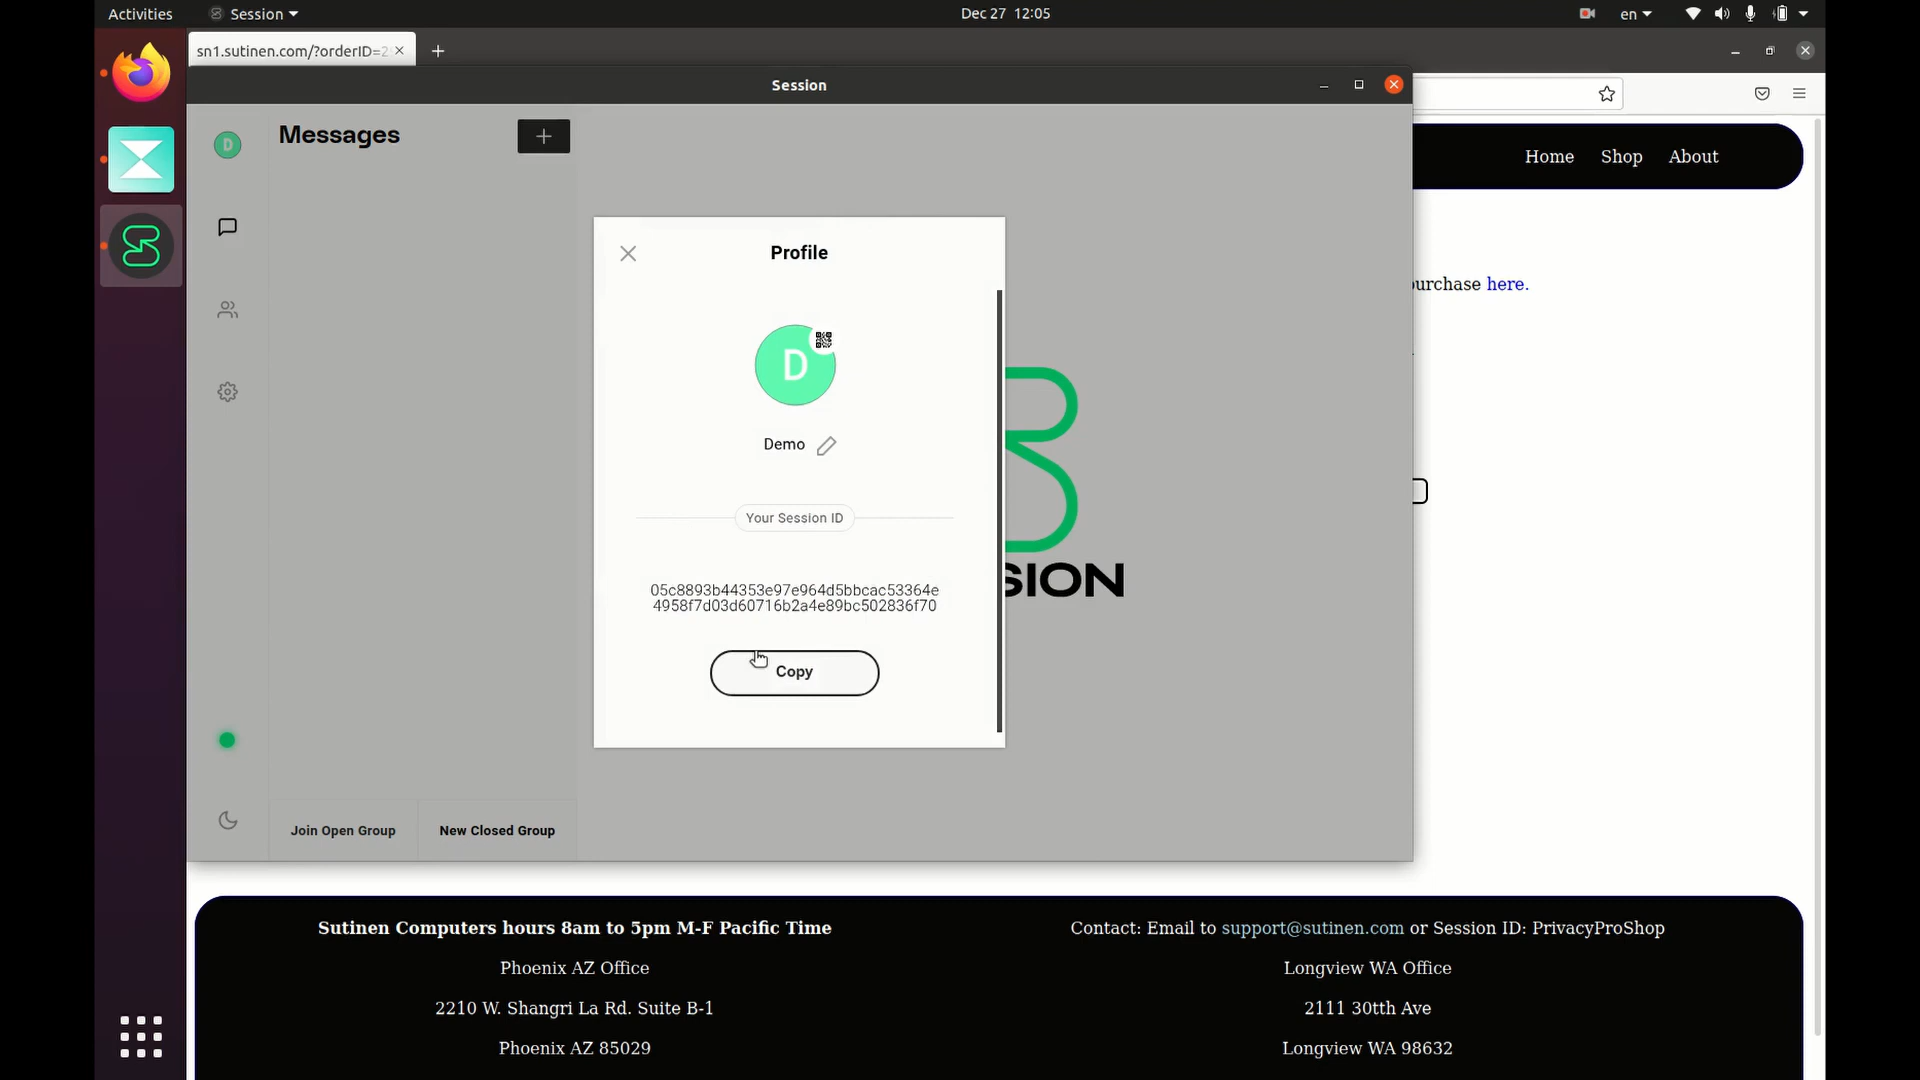 Activities
Session
Dec 27 12:05
en
sn1.sutinen.com/?orderID=2
Session
Messages
D
Home Shop About
Profile
D
urchase here.
Demo
Your Session ID
05c8893b44353e97e964d5bbcac53364e
4958f7d03d60716b2a4e89bc502836f70
SION
Copy
Join Open Group
New Closed Group
Sutinen Computers hours 8am to 5pm M-F Pacific Time
Phoenix AZ Office
2210 W. Shangri La Rd. Suite B-1
Phoenix AZ 85029
Contact: Email to support@sutinen.com or Session ID: PrivacyProShop
Longview WA Office
2111 30tth Ave
Longview WA 98632